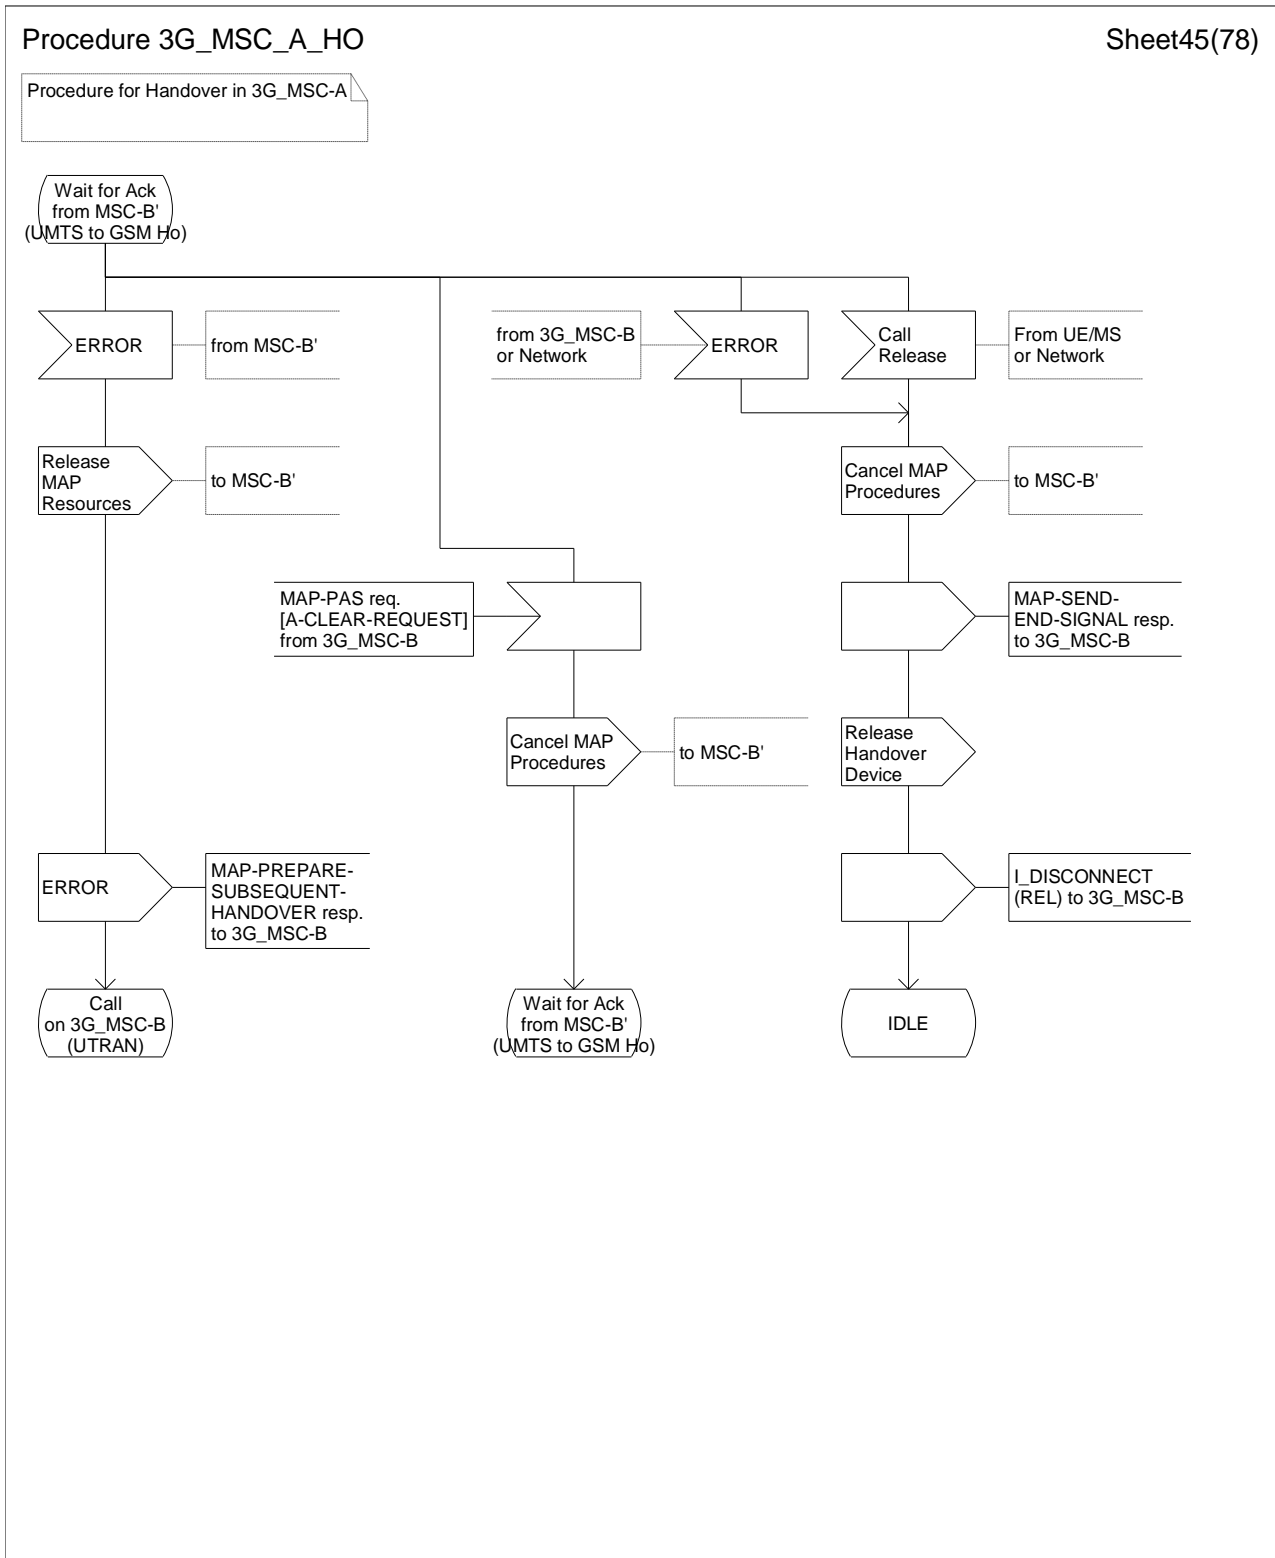 Procedure 3G_MSC_A_HO
Sheet45(78)
Procedure for Handover in 3G_MSC-A
Wait for Ack
from MSC-B'
(UMTS to GSM Ho)
ERROR
from MSC-B'
from 3G_MSC-B
or Network
ERROR
Call
Release
From UE/MS
or Network
Release
MAP
Resources
to MSC-B'
Cancel MAP
Procedures
to MSC-B'
MAP-PAS req.
[A-CLEAR-REQUEST]
from 3G_MSC-B
MAP-SEND-
END-SIGNAL resp.
to 3G_MSC-B
Cancel MAP
Procedures
to MSC-B'
Release
Handover
Device
ERROR
MAP-PREPARE-
SUBSEQUENT-
HANDOVER resp.
to 3G_MSC-B
I_DISCONNECT
(REL) to 3G_MSC-B
Call
on 3G_MSC-B
(UTRAN)
Wait for Ack
from MSC-B'
(UMTS to GSM Ho)
IDLE